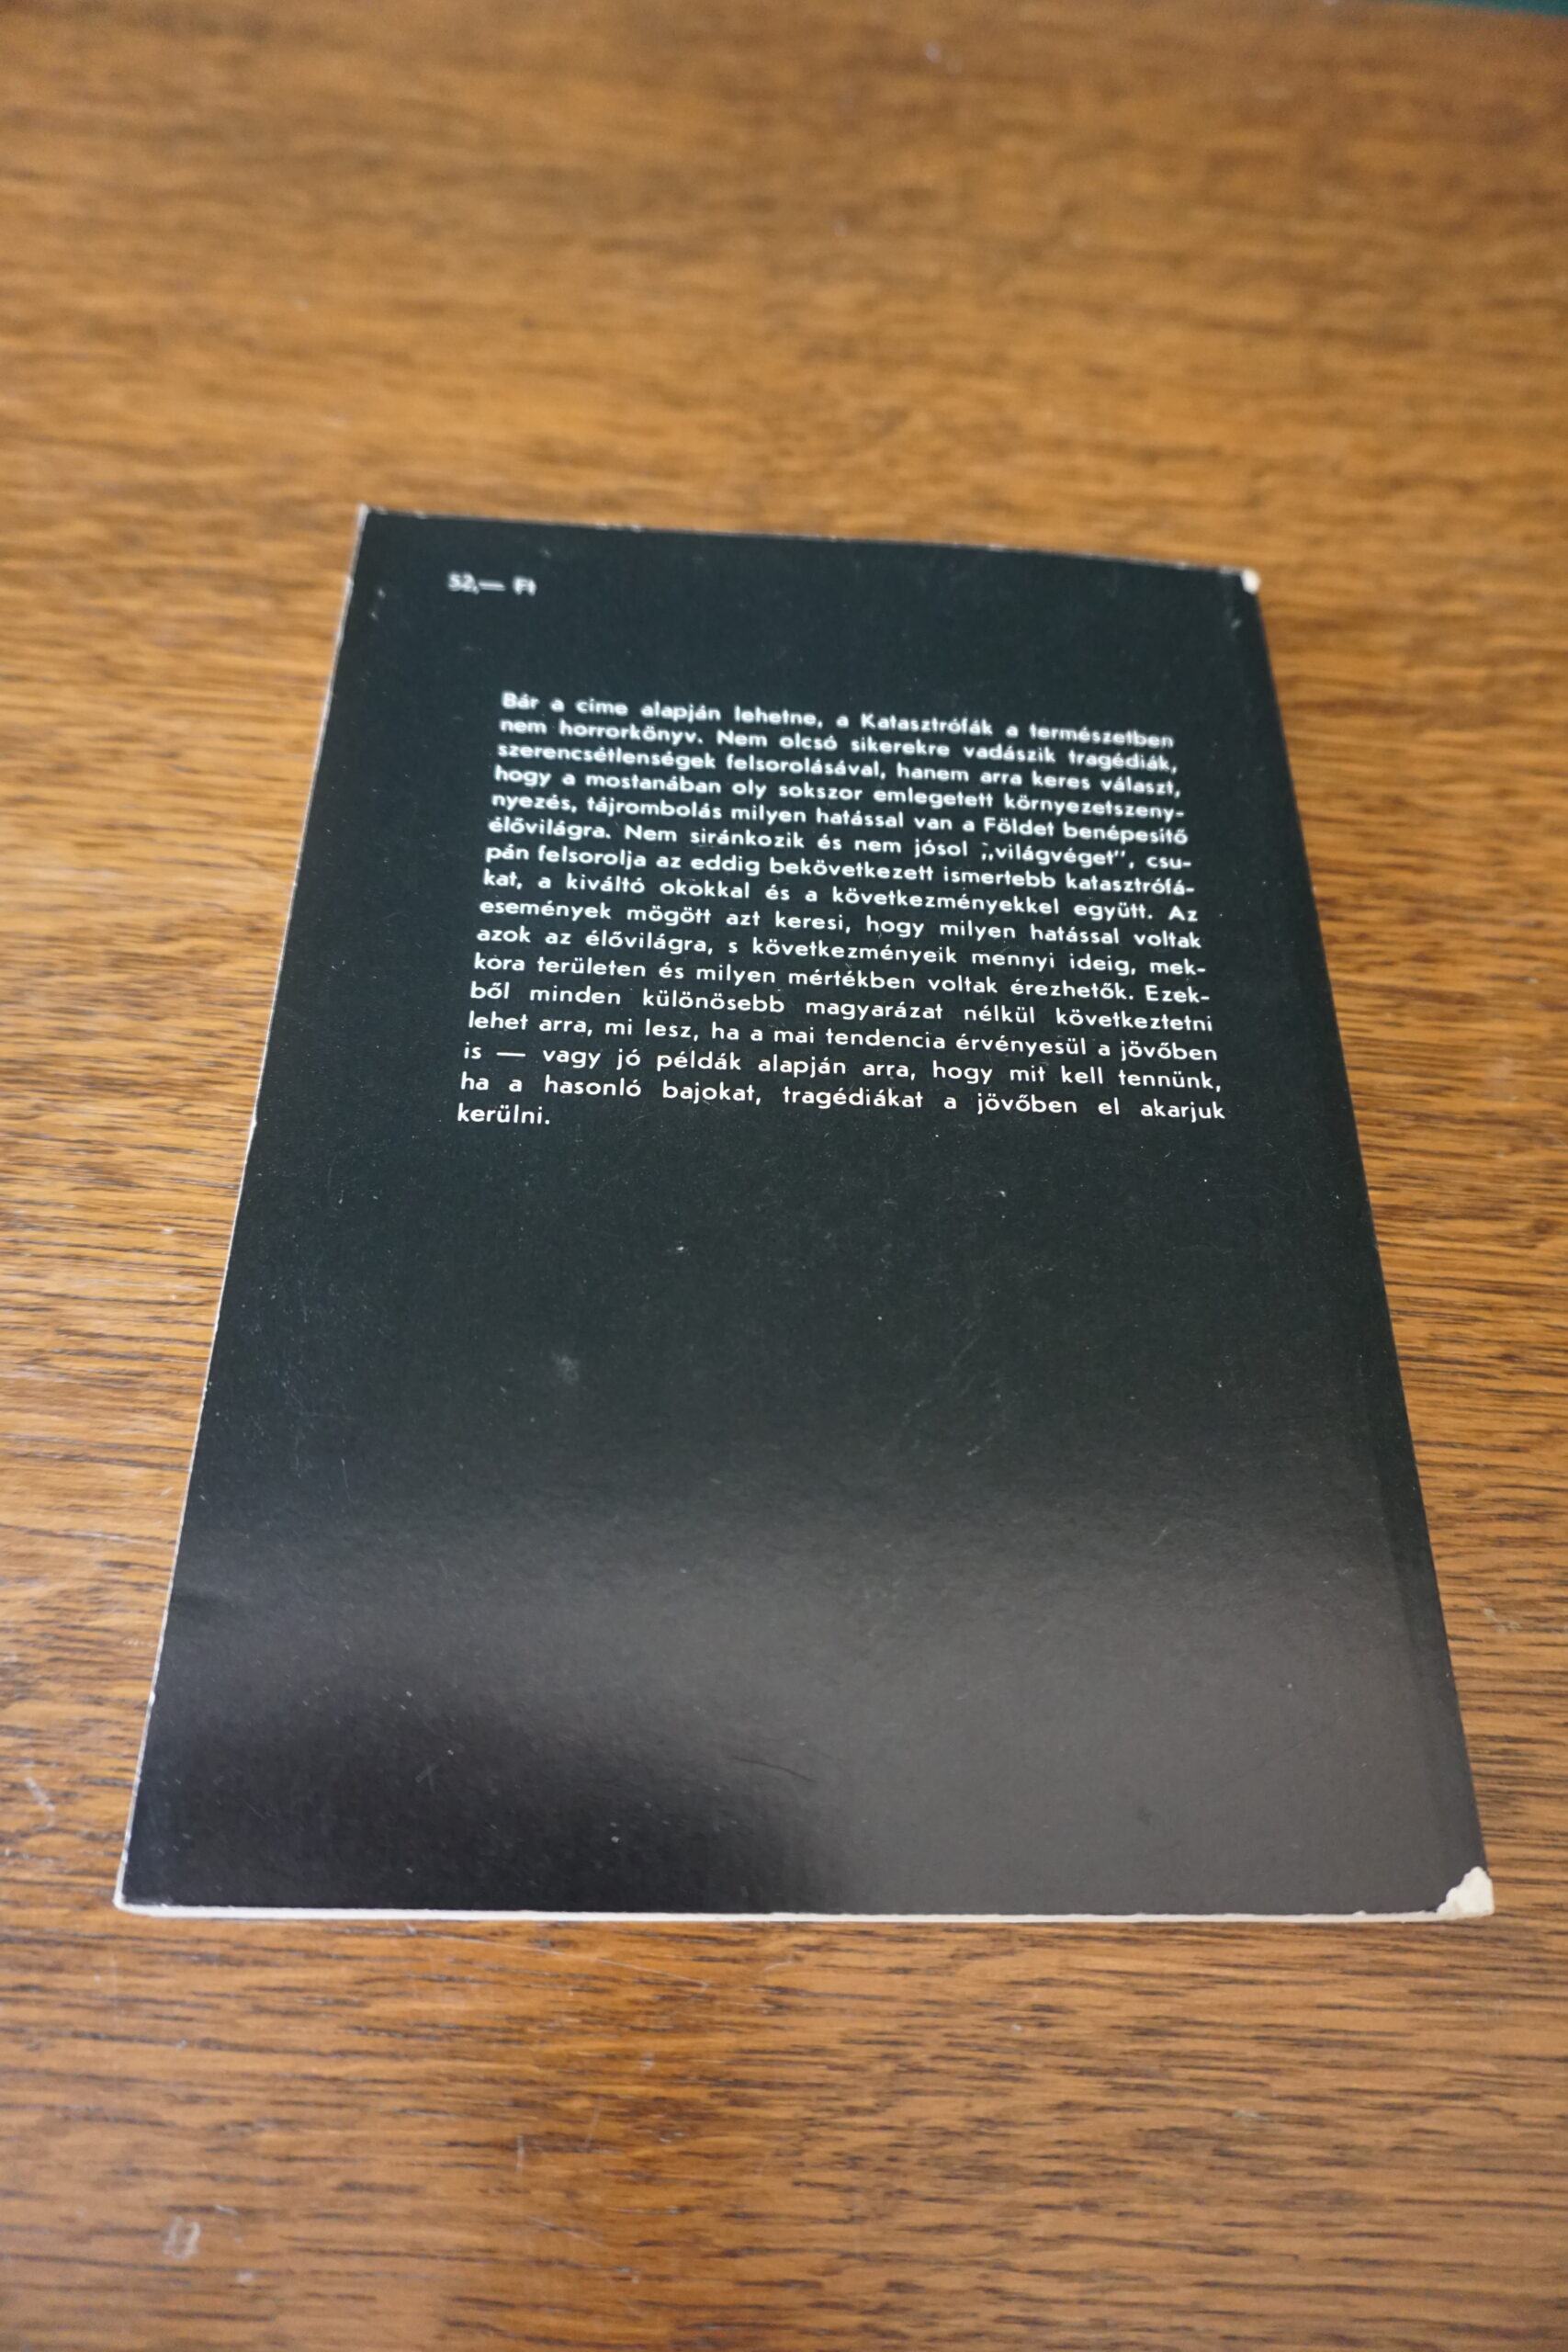 52,— Ft
Bár a címe alapján lehetne, a Katasztrófák a természetben
nem horrorkönyv. Nem olcsó sikerekre vadászik tragédiák,
szerencsétlenségek felsorolásával, hanem arra keres választ,
hogy a mostanában oly sokszor emlegetett környezetszeny-
nyezés, tájrombolás milyen hatással van a Földet benépesítő
élővilágra. Nem siránkozik és nem jósol „világvéget”, csu-
pán felsorolja az eddig bekövetkezett ismertebb katasztrófá-
kat, a kiváltó okokkal és a következményekkel együtt. Az
események mögött azt keresi, hogy milyen hatással voltak
azok az élővilágra, s következményeik mennyi ideig, mek-
kora területen és milyen mértékben voltak érezhetők. Ezek-
ből minden különösebb magyarázat nélkül következtetni
lehet arra, mi lesz, ha a mai tendencia érvényesül a jövőben
is — vagy jó példák alapján arra, hogy mit kell tennünk,
ha a hasonló bajokat, tragédiákat a jövőben el akarjuk
kerülni.